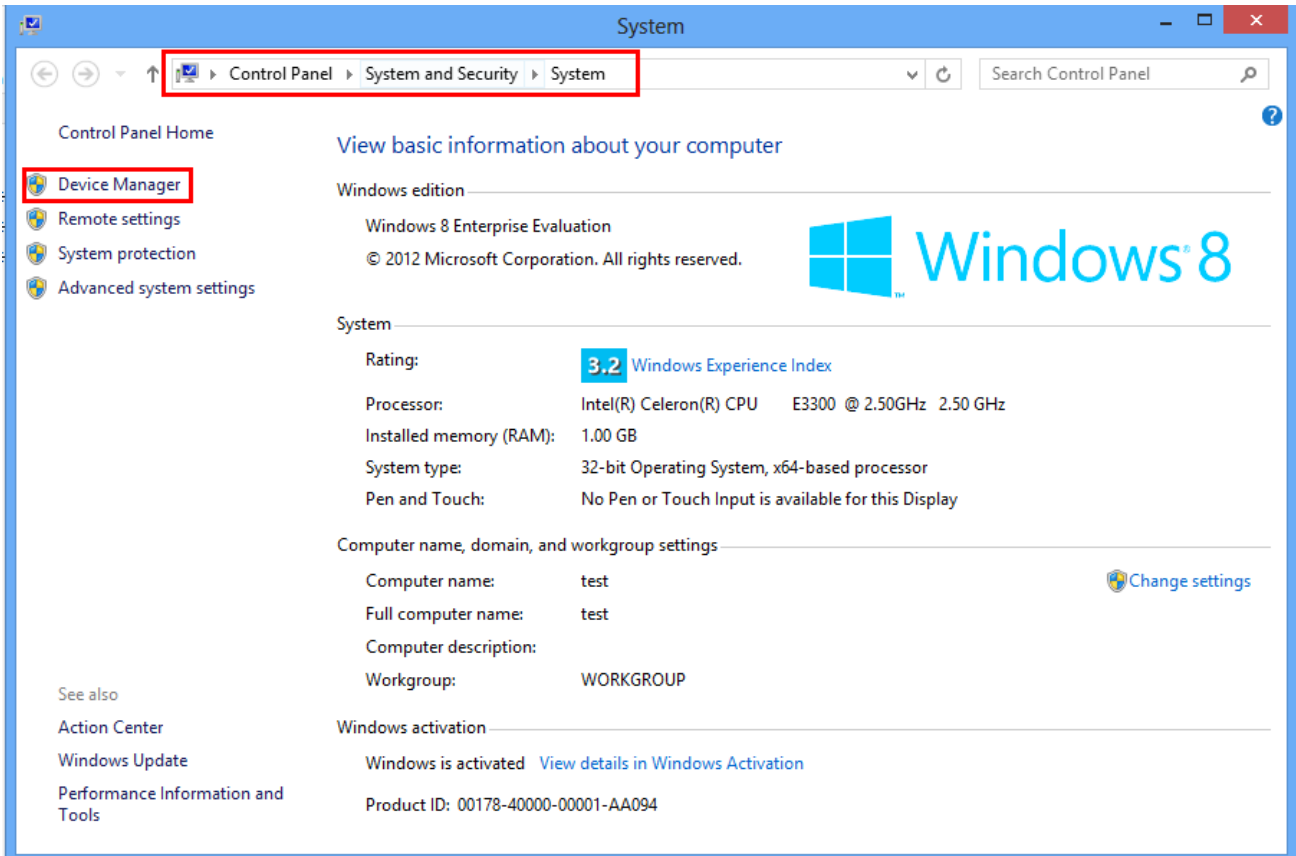 System
Control Panel System and Security System
Search Control Panel
Control Panel Home
Device Manager
Remote settings
System protection
Advanced system settings
View basic information about your computer
Windows edition
Windows 8 Enterprise Evaluation
© 2012 Microsoft Corporation. All rights reserved.
Windows 8
System
Rating: 3.2 Windows Experience Index
Processor: Intel(R) Celeron(R) CPU E3300 @ 2.50GHz 2.50 GHz
Installed memory (RAM): 1.00 GB
System type: 32-bit Operating System, x64-based processor
Pen and Touch: No Pen or Touch Input is available for this Display
Computer name, domain, and workgroup settings
Computer name: test
Change settings
Full computer name: test
Computer description:
Workgroup: WORKGROUP
Windows activation
Windows is activated View details in Windows Activation
Product ID: 00178-40000-00001-AA094
See also
Action Center
Windows Update
Performance Information and
Tools